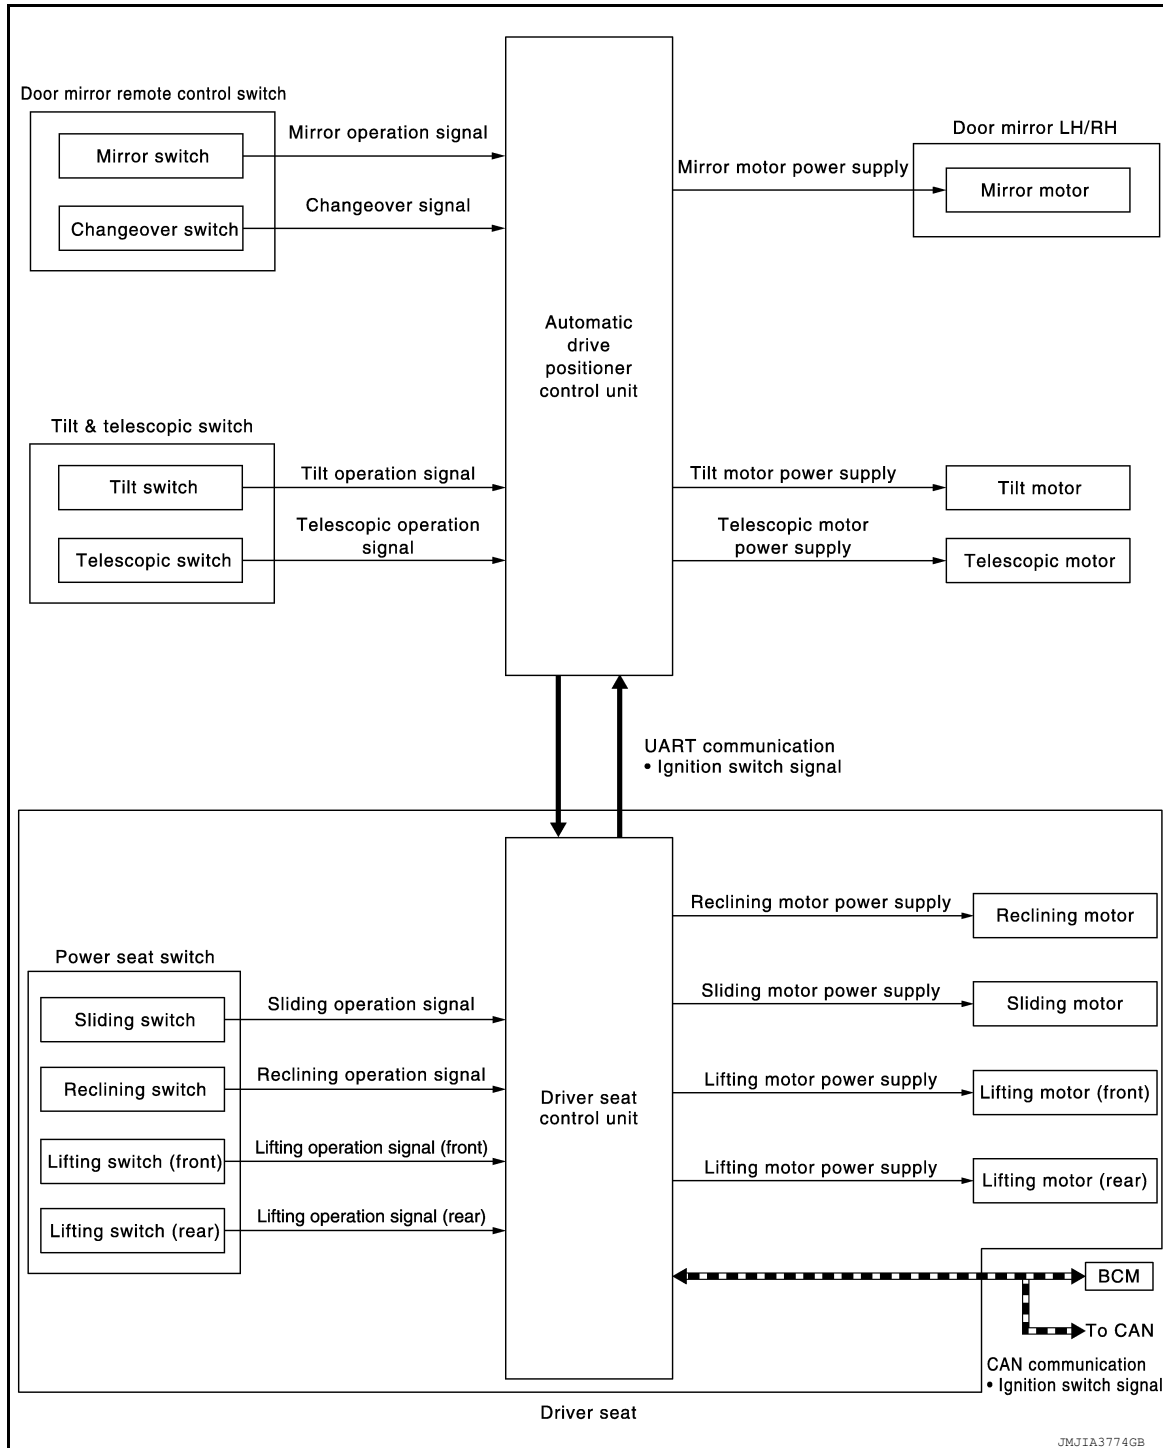 Door mirror remote control switch
Mirror switch
Mirror operation signal
Changeover switch
Changeover signal
Automatic
drive
positioner
control unit
Door mirror LH/RH
Mirror motor power supply
Mirror motor
Tilt & telescopic switch
Tilt switch
Tilt operation signal
Telescopic switch
Telescopic operation
signal
Tilt motor power supply
Tilt motor
Telescopic motor
power supply
Telescopic motor
UART communication
• Ignition switch signal
Power seat switch
Sliding switch
Sliding operation signal
Reclining switch
Reclining operation signal
Lifting switch (front)
Lifting operation signal (front)
Lifting switch (rear)
Lifting operation signal (rear)
Driver seat
control unit
Reclining motor power supply
Reclining motor
Sliding motor power supply
Sliding motor
Lifting motor power supply
Lifting motor (front)
Lifting motor power supply
Lifting motor (rear)
BCM
To CAN
CAN communication
• Ignition switch signal
Driver seat
JMJIA3774GB